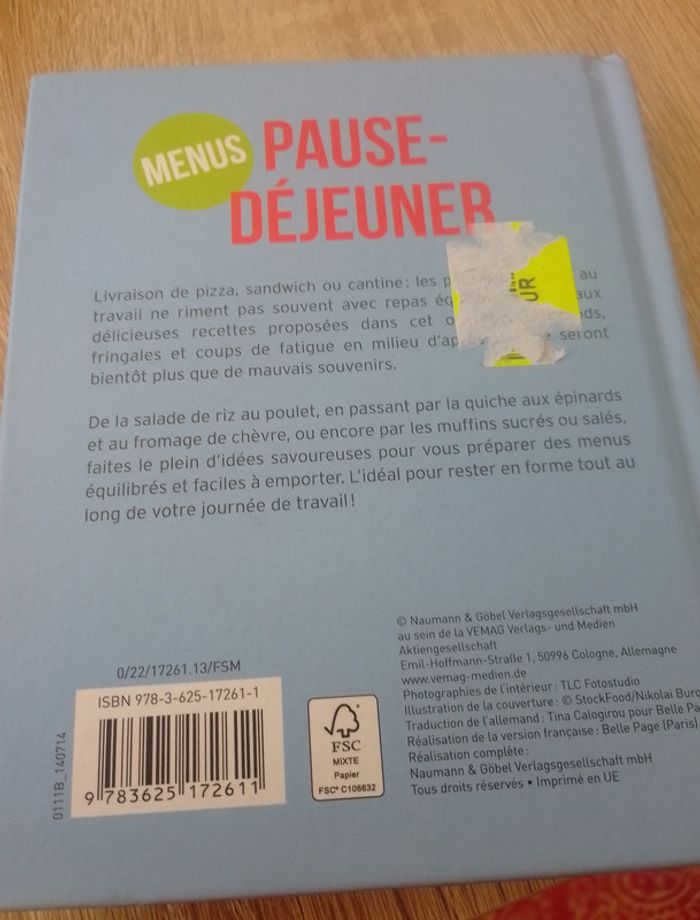 MENUS
PAUSE-
DÉJEUNER
Livraison de pizza, sandwich ou cantine : les au
travail ne riment pas souvent avec repas aux
délicieuses recettes proposées dans cet
fringales et coups de fatigue en milieu seront
bientôt plus que de mauvais souvenirs.
UR
De la salade de riz au poulet, en passant par la quiche aux épinards
et au fromage de chèvre, ou encore par les muffins sucrés ou salés,
faites le plein d'idées savoureuses pour vous préparer des menus
équilibrés et faciles à emporter. L'idéal pour rester en forme tout au
long de votre journée de travail !
© Naumann & Göbel Verlagsgesellschaft mbH
au sein de la VEMAG Verlags- und Medien
Aktiengesellschaft
Emil-Hoffmann-Straße 1, 50996 Cologne, Allemagne
www.vemag-medien.de
Photographies de l'intérieur : TLC Fotostudio
Illustration de la couverture : © StockFood/Nikolai
Traduction de l'allemand : Tina Calogirou pour Belle
Réalisation de la version française : Belle Page (Paris)
Réalisation complète :
Naumann & Göbel Verlagsgesellschaft mbH
Tous droits réservés • Imprimé en UE
0/22/17261.13/FSM
ISBN 978-3-625-17261-1
9 783625 172611
0111B_140714
FSC
MIXTE
Papier
FSC® C106632